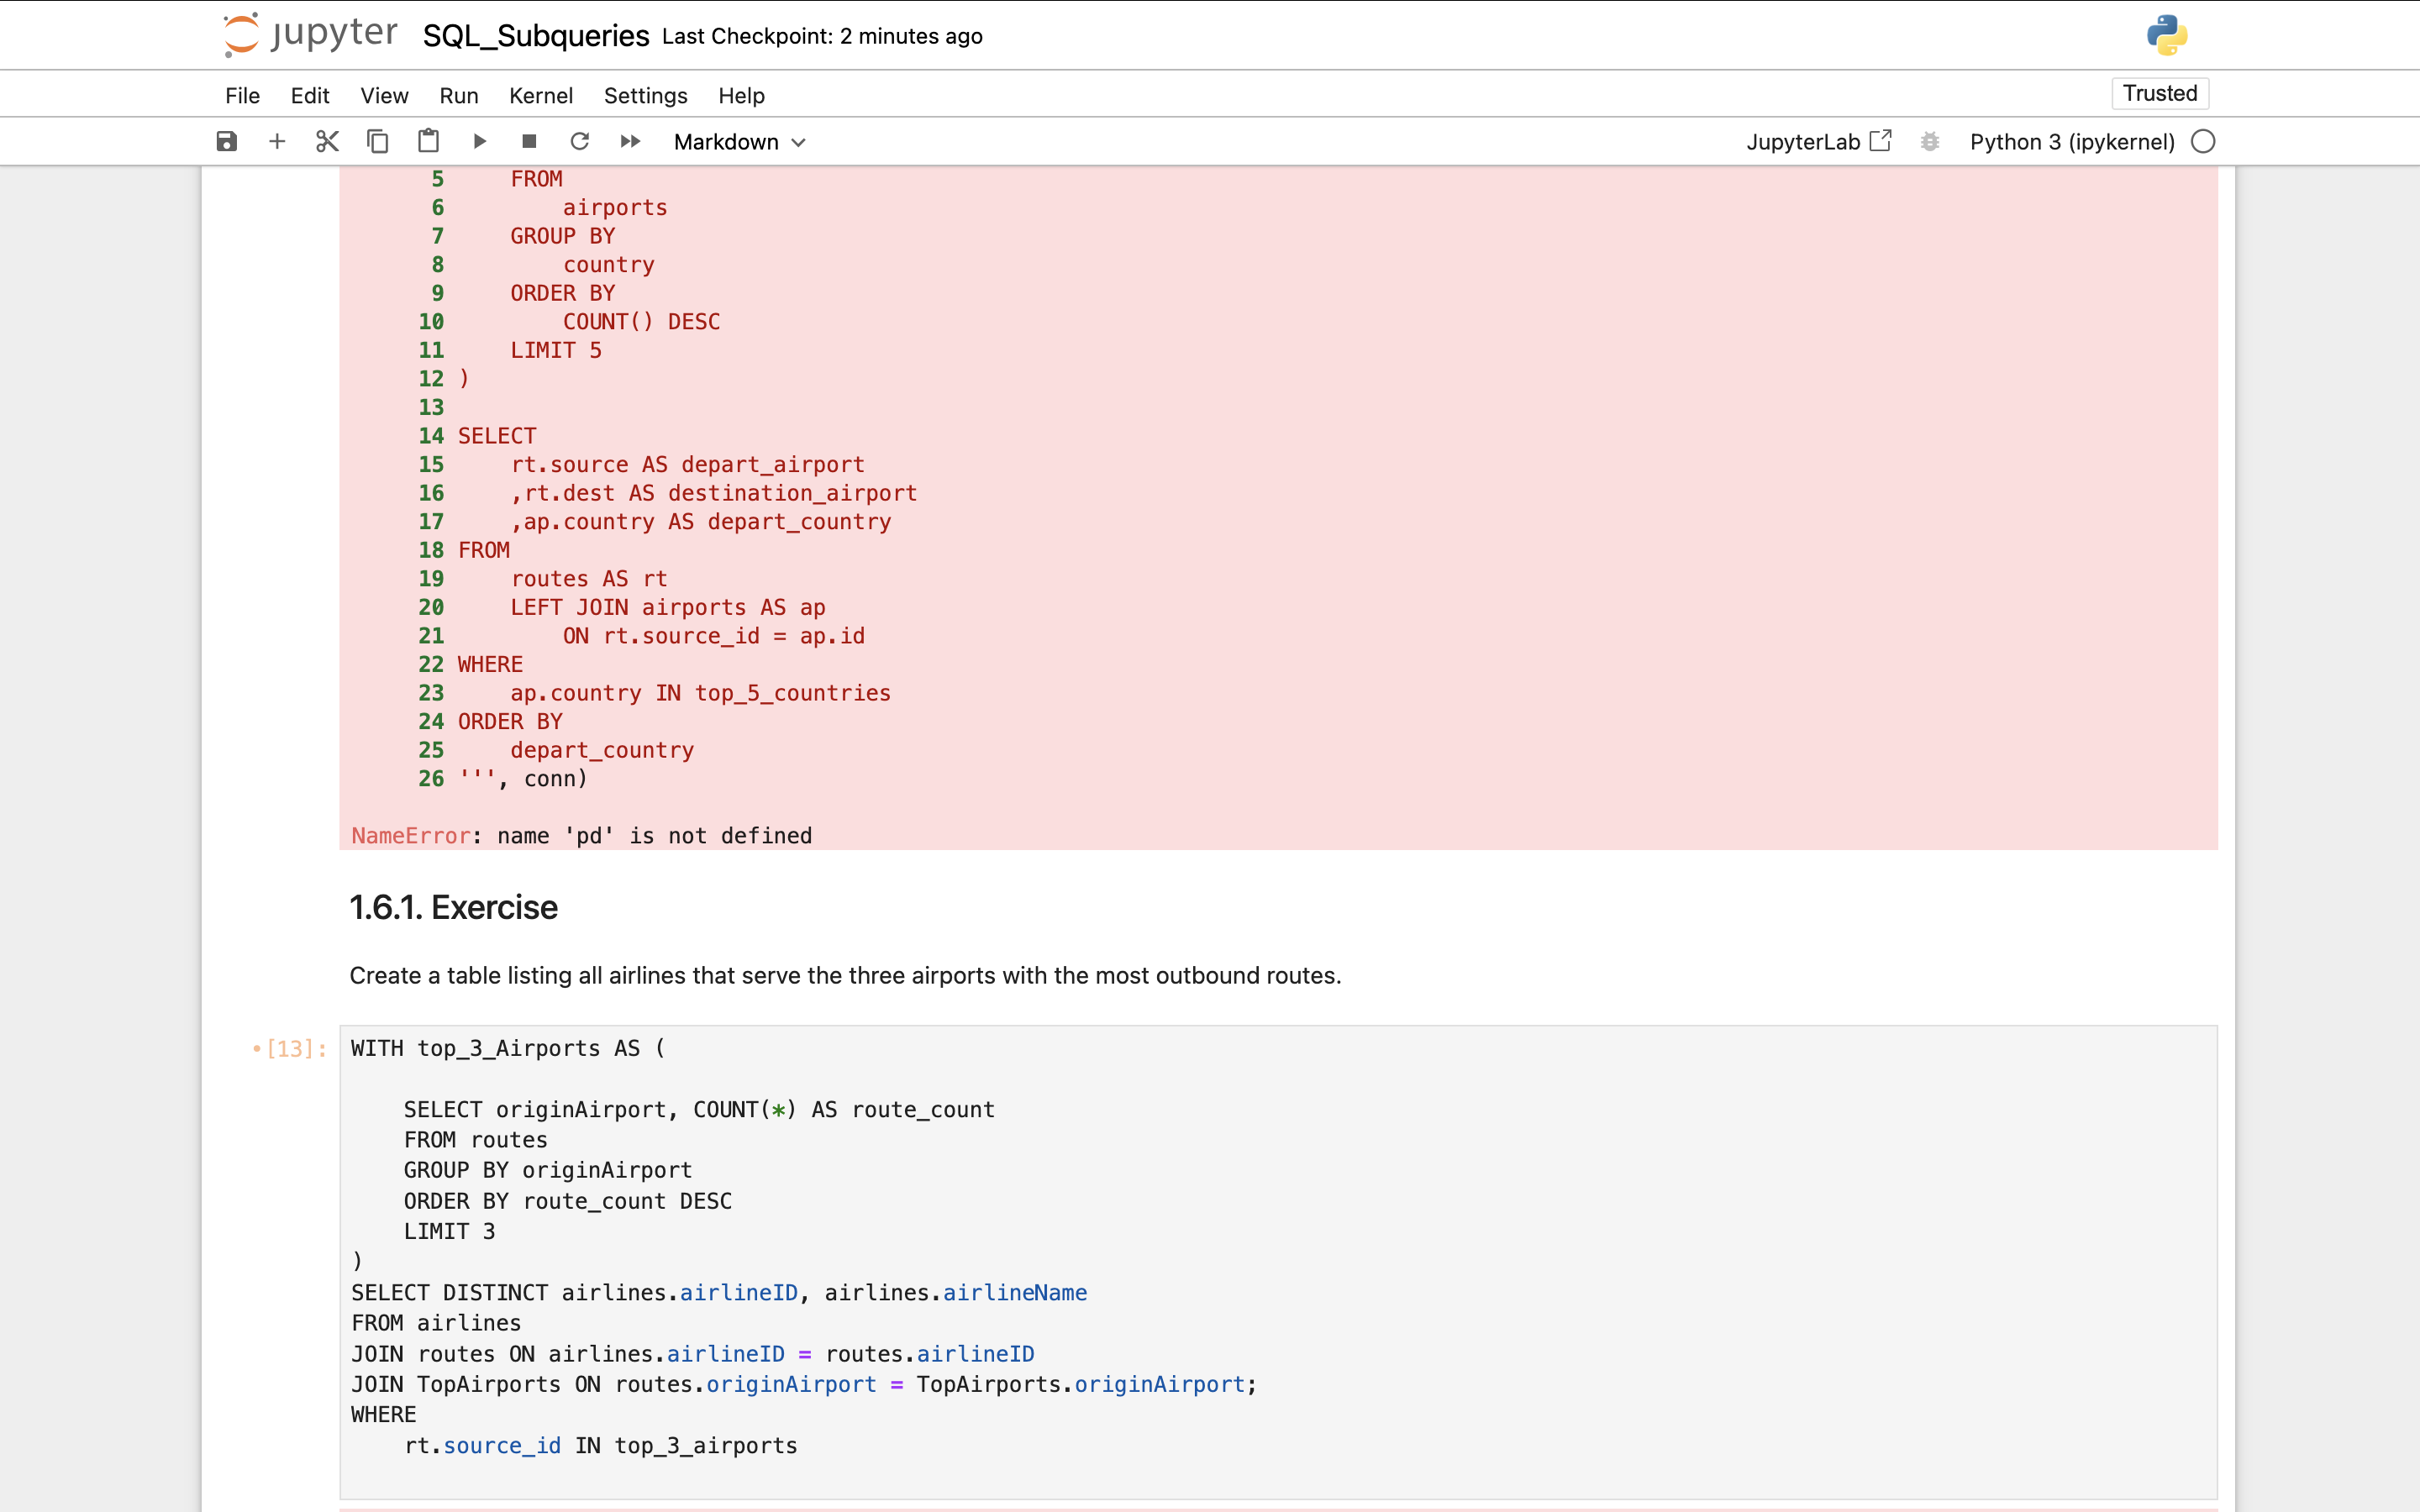 jupyter SQL_Subqueries Last Checkpoint: 2 minutes ago
File Edit View Run Kernel Settings Help Trusted
Markdown JupyterLab Python 3 (ipykernel)
5     FROM
6         airports
7     GROUP BY
8         country
9     ORDER BY
10         COUNT() DESC
11     LIMIT 5
12 )
13
14 SELECT
15     rt.source AS depart_airport
16     ,rt.dest AS destination_airport
17     ,ap.country AS depart_country
18 FROM
19     routes AS rt
20     LEFT JOIN airports AS ap
21         ON rt.source_id = ap.id
22 WHERE
23     ap.country IN top_5_countries
24 ORDER BY
25     depart_country
26 ''', conn)
NameError: name 'pd' is not defined
1.6.1. Exercise
Create a table listing all airlines that serve the three airports with the most outbound routes.
•[13]: WITH top_3_Airports AS (
    SELECT originAirport, COUNT(*) AS route_count
    FROM routes
    GROUP BY originAirport
    ORDER BY route_count DESC
    LIMIT 3
)
SELECT DISTINCT airlines.airlineID, airlines.airlineName
FROM airlines
JOIN routes ON airlines.airlineID = routes.airlineID
JOIN TopAirports ON routes.originAirport = TopAirports.originAirport;
WHERE
    rt.source_id IN top_3_airports